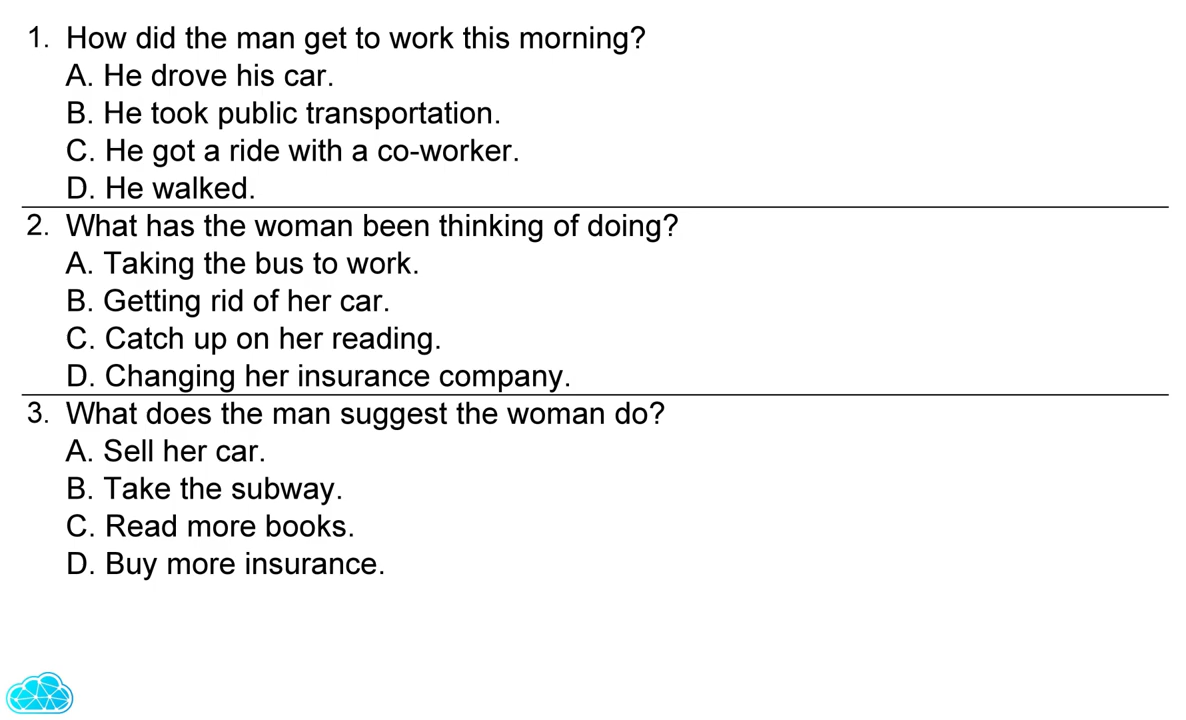 1. How did the man get to work this morning?
A. He drove his car.
B. He took public transportation.
C. He got a ride with a co-worker.
D. He walked.
2. What has the woman been thinking of doing?
A. Taking the bus to work.
B. Getting rid of her car.
C. Catch up on her reading.
D. Changing her insurance company.
3. What does the man suggest the woman do?
A. Sell her car.
B. Take the subway.
C. Read more books.
D. Buy more insurance.